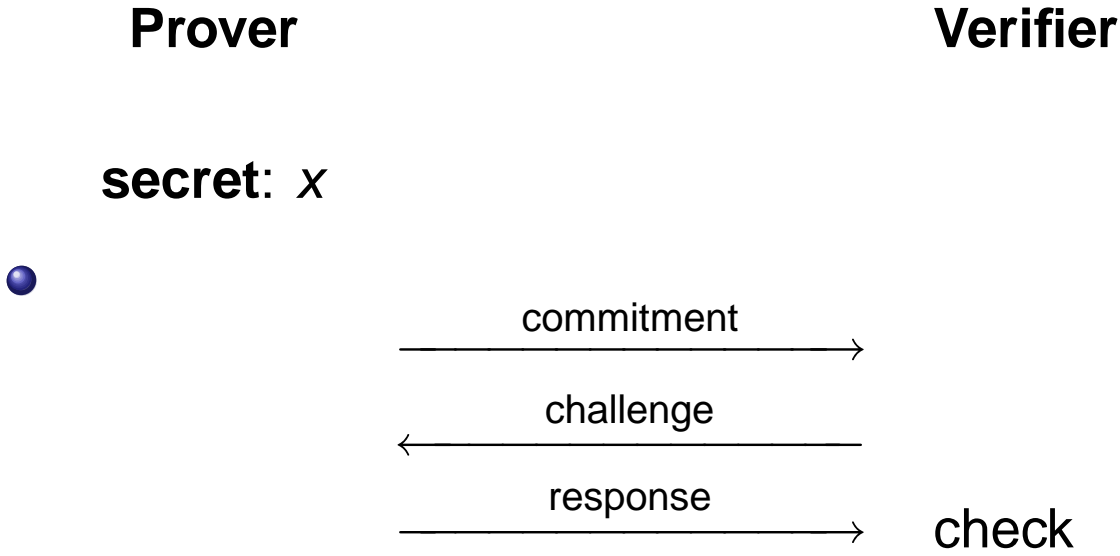 Prover Verifier
secret: x
commitment
challenge
response
check